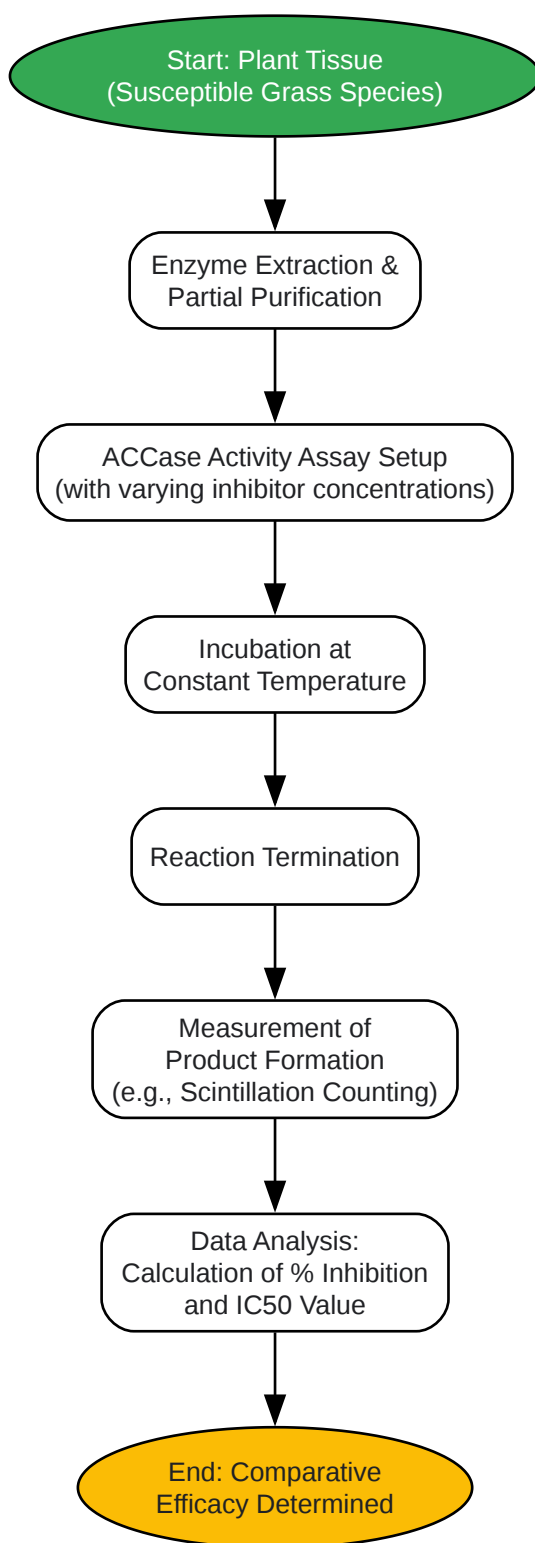 Start: Plant Tissue
(Susceptible Grass Species)
Enzyme Extraction &
Partial Purification
ACCase Activity Assay Setup
(with varying inhibitor concentrations)
Incubation at
Constant Temperature
Reaction Termination
Measurement of
Product Formation
(e.g., Scintillation Counting)
Data Analysis:
Calculation of % Inhibition
and IC50 Value
End: Comparative
Efficacy Determined